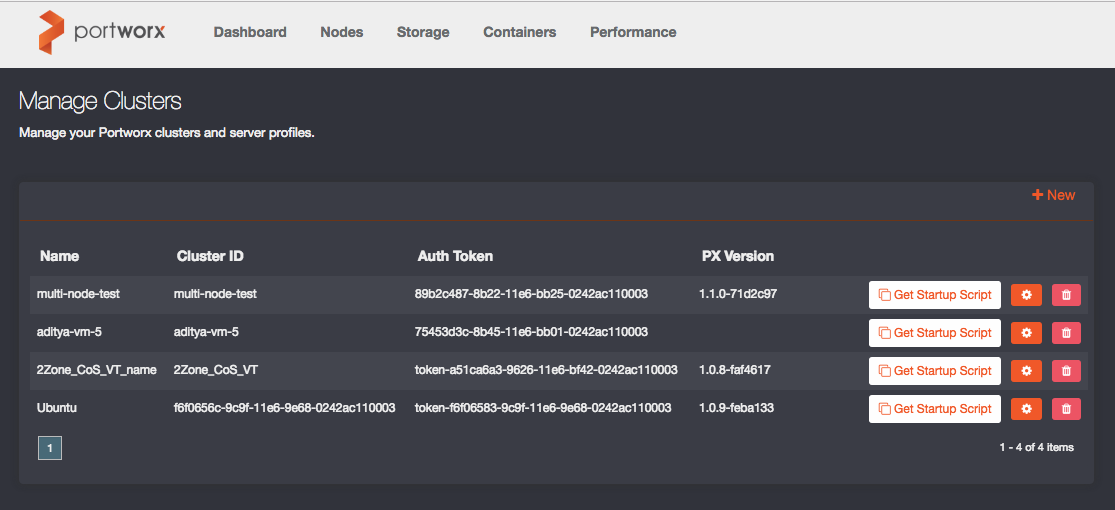 portworx Dashboard Nodes Storage Containers Performance
Manage Clusters
Manage your Portworx clusters and server profiles.
New
Name Cluster ID Auth Token PX Version
multi-node-test multi-node-test 89b2c487-8b22-11e6-bb25-0242ac110003 1.1.0-71d2c97 Get Startup Script
aditya-vm-5 aditya-vm-5 75453d3c-8b45-11e6-bb01-0242ac110003 Get Startup Script
2Zone_CoS_VT_name 2Zone_CoS_VT token-a51ca6a3-9626-11e6-bf42-0242ac110003 1.0.8-faf4617 Get Startup Script
Ubuntu f6f0656c-9c9f-11e6-9e68-0242ac110003 token-f6f06583-9c9f-11e6-9e68-0242ac110003 1.0.9-feba133 Get Startup Script
1 1 - 4 of 4 items